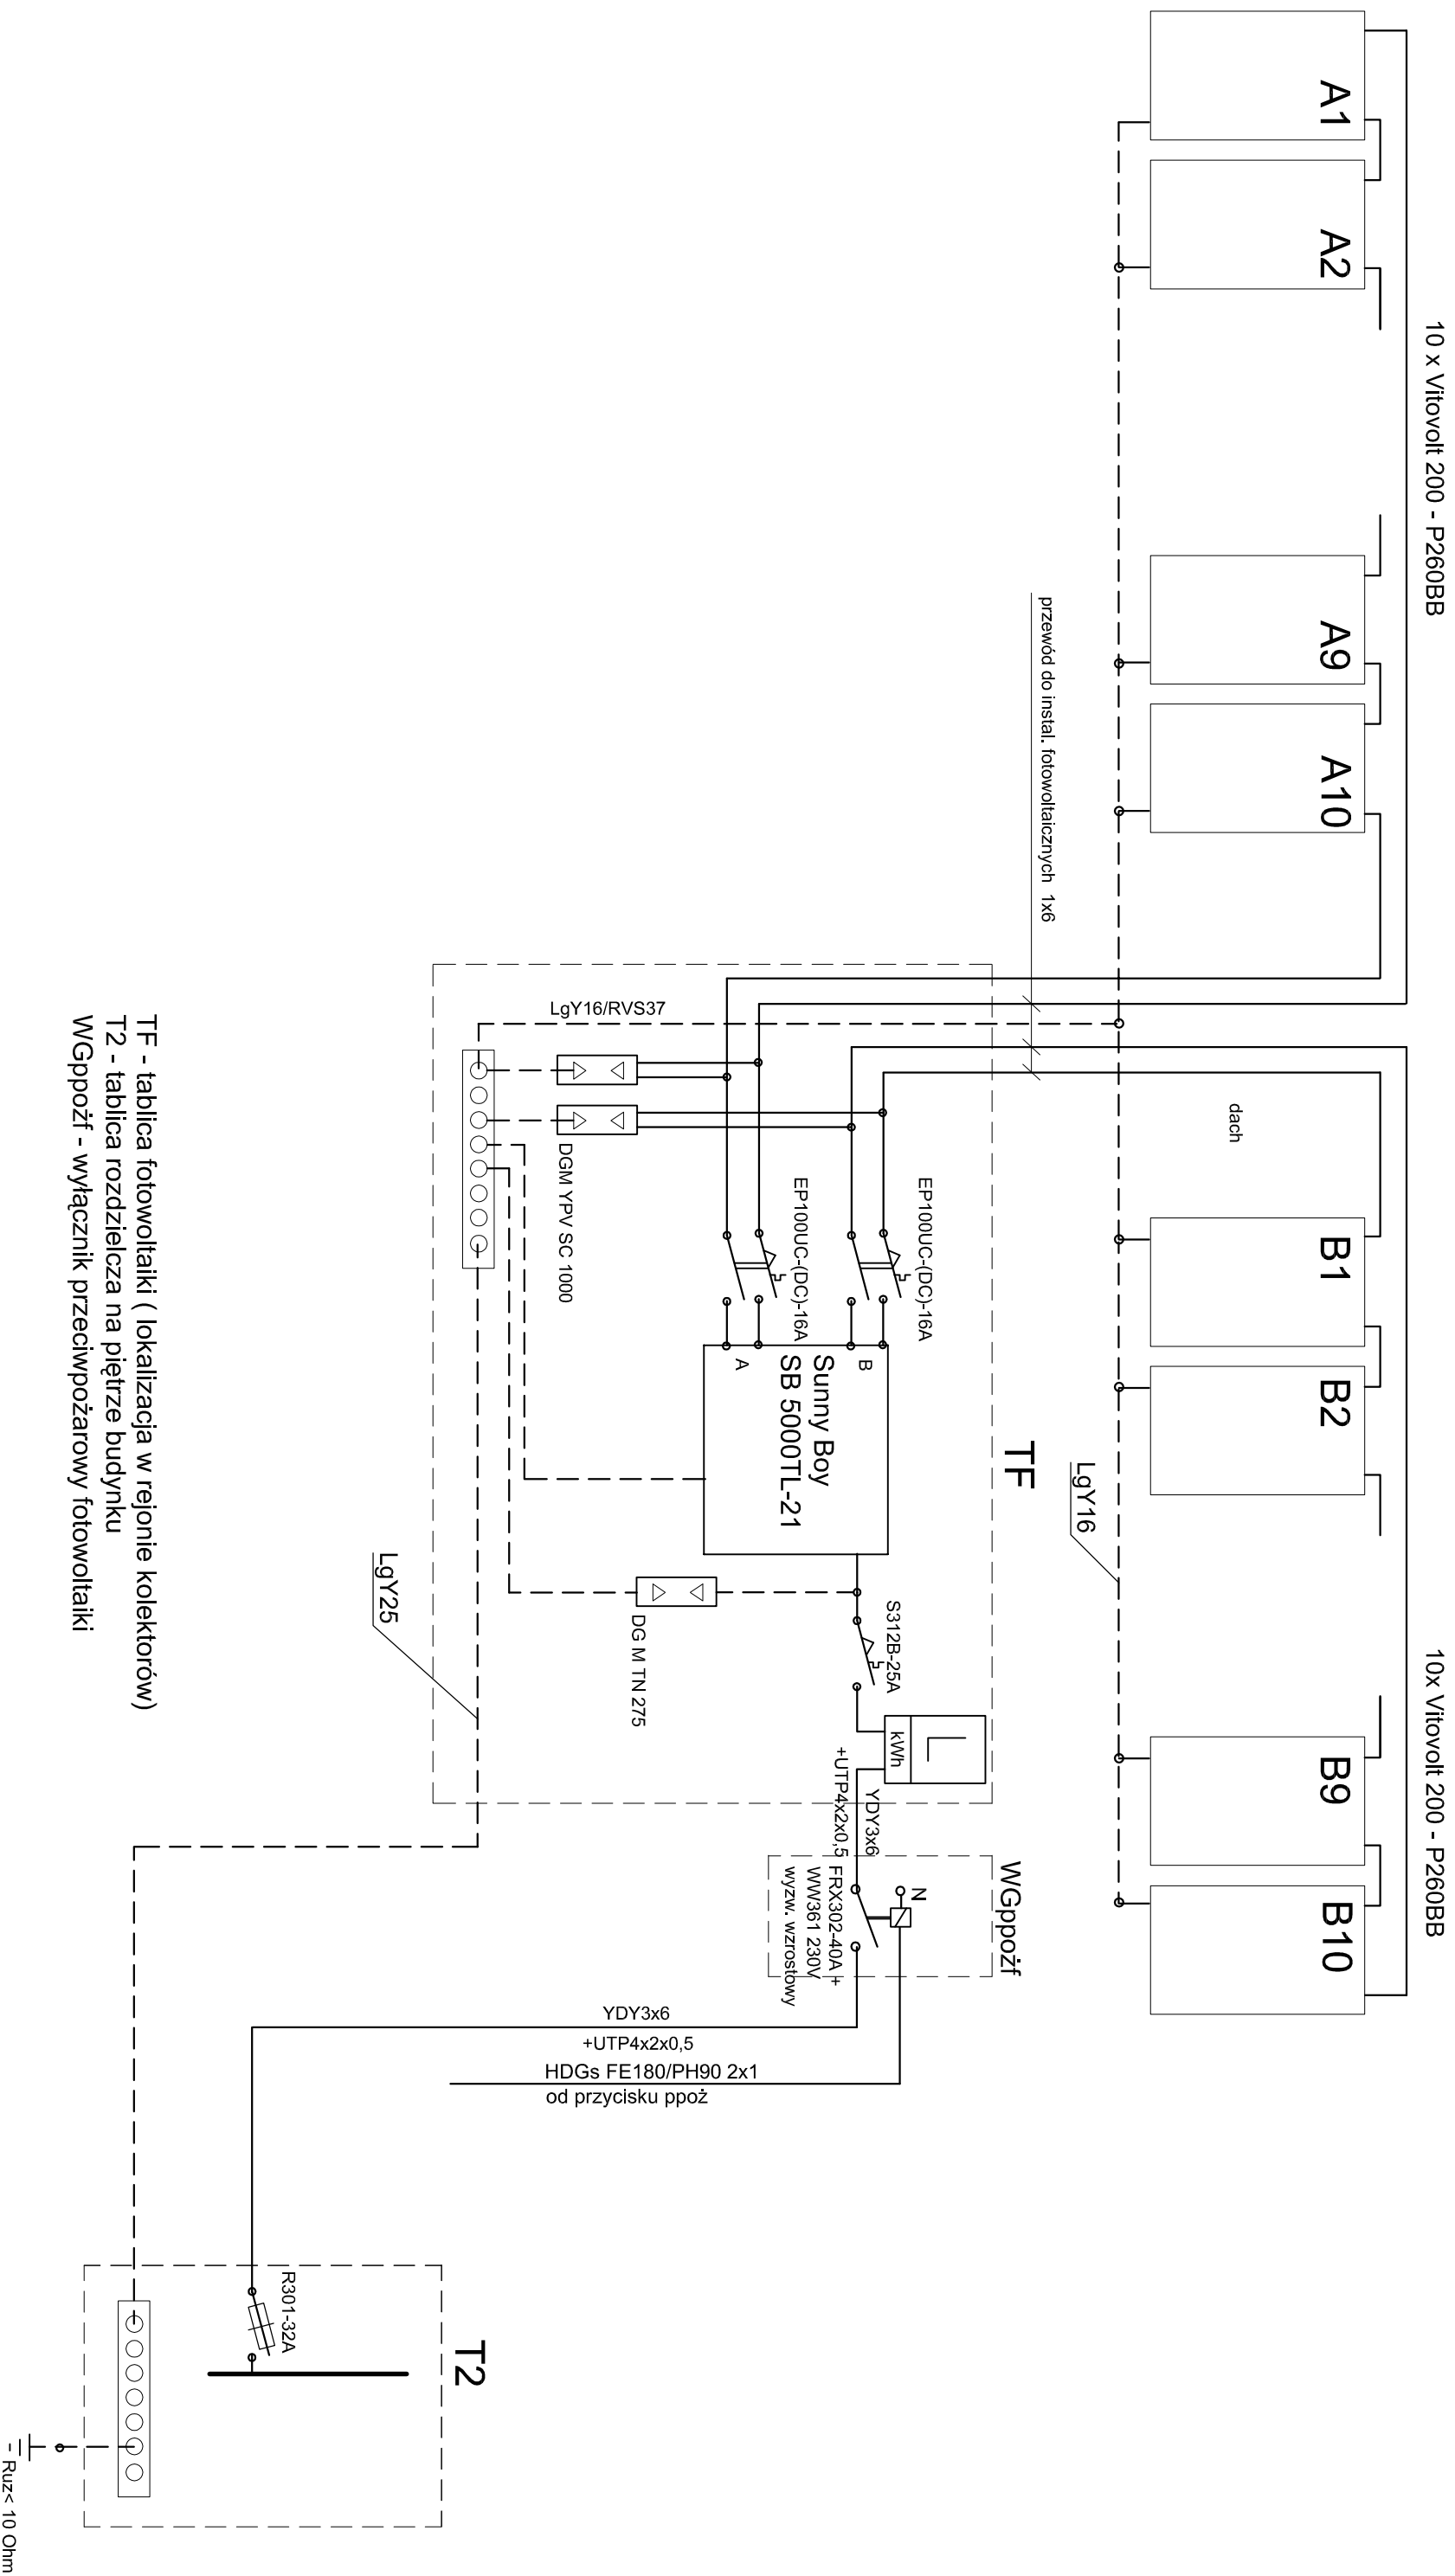 10 x Vitovolt 200 - P260BB
10x Vitovolt 200 - P260BB
A1
A2
A9
A10
B1
B2
B9
B10
dach
przewód do instal. fotowoltaicznych 1x6
LgY16
TF
WGppożf
LgY16/RVS37
EP100UC-(DC)-16A
EP100UC-(DC)-16A
B
A
Sunny Boy
SB 5000TL-21
S312B-25A
kWh
YDY3x6
+UTP4x2x0,5
N
FRX302-40A +
WW361 230V
wyzw. wzrostowy
DGM YPV SC 1000
DG M TN 275
YDY3x6
+UTP4x2x0,5
HDGs FE180/PH90 2x1
od przycisku ppoż
LgY25
T2
R301-32A
- Ruz< 10 Ohm
TF - tablica fotowoltaiki ( lokalizacja w rejonie kolektorów)
T2 - tablica rozdzielcza na piętrze budynku
WGppożf - wyłącznik przeciwpożarowy fotowoltaiki